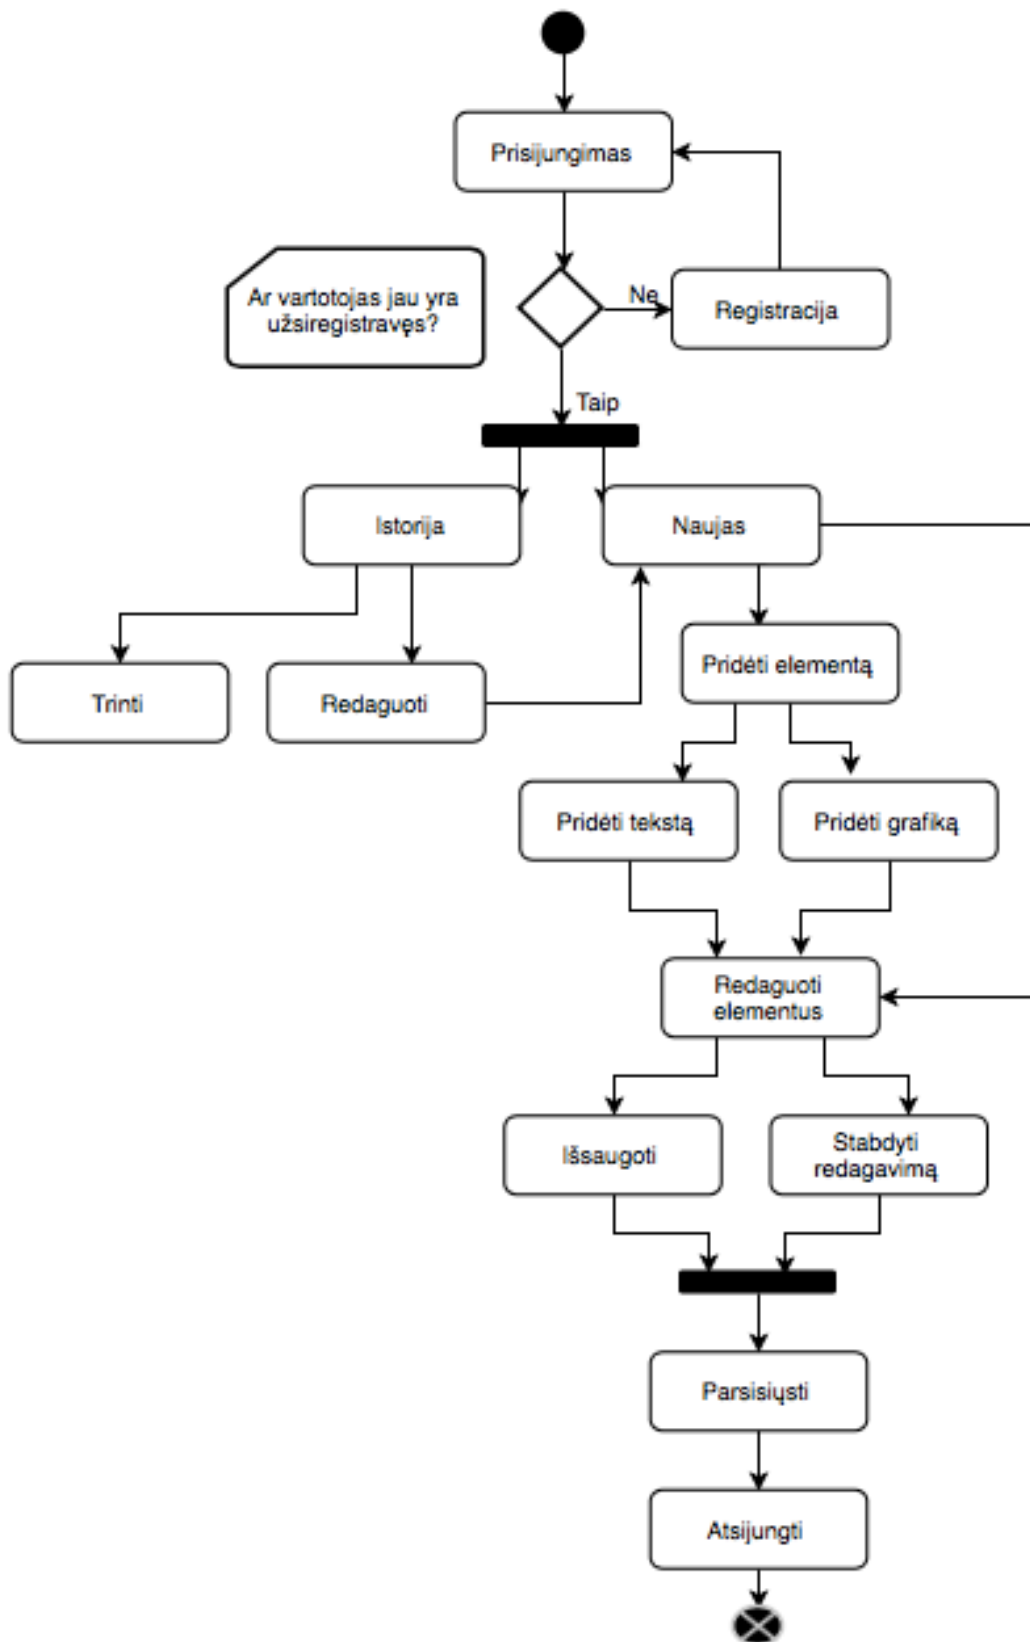 Prisijungimas
Ar vartotojas jau yra
užsiregistravęs?
Ne
Registracija
Taip
Istorija
Naujas
Pridėti elementą
Trinti
Redaguoti
Pridėti tekstą
Pridėti grafiką
Redaguoti
elementus
Išsaugoti
Stabdyti
redagavimą
Parsisiųsti
Atsijungti